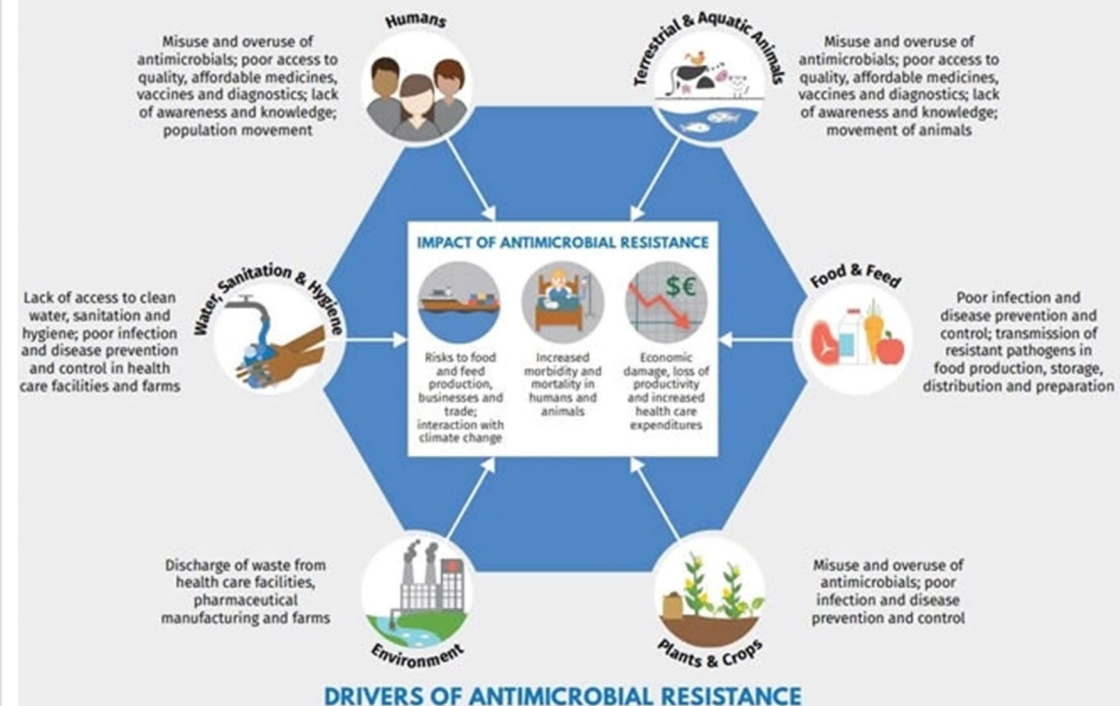 Humans
Misuse and overuse of
antimicrobials; poor access to
quality, affordable medicines,
vaccines and diagnostics; lack
of awareness and knowledge;
population movement
Terrestrial & Aquatic Animals
Misuse and overuse of
antimicrobials; poor access to
quality, affordable medicines,
vaccines and diagnostics; lack
of awareness and knowledge;
movement of animals
Water, Sanitation & Hygiene
Lack of access to clean
water, sanitation and
hygiene; poor infection
and disease prevention
and control in health
care facilities and farms
IMPACT OF ANTIMICROBIAL RESISTANCE
$€
Risks to food
and feed
production,
businesses and
trade;
interaction with
climate change
Increased
morbidity and
mortality in
humans and
animals
Economic
damage, loss of
productivity
and increased
health care
expenditures
Food & Feed
Poor infection and
disease prevention and
control; transmission of
resistant pathogens in
food production, storage,
distribution and preparation
Discharge of waste from
health care facilities,
pharmaceutical
manufacturing and farms
Environment
Plants & Crops
Misuse and overuse of
antimicrobials; poor
infection and disease
prevention and control
DRIVERS OF ANTIMICROBIAL RESISTANCE